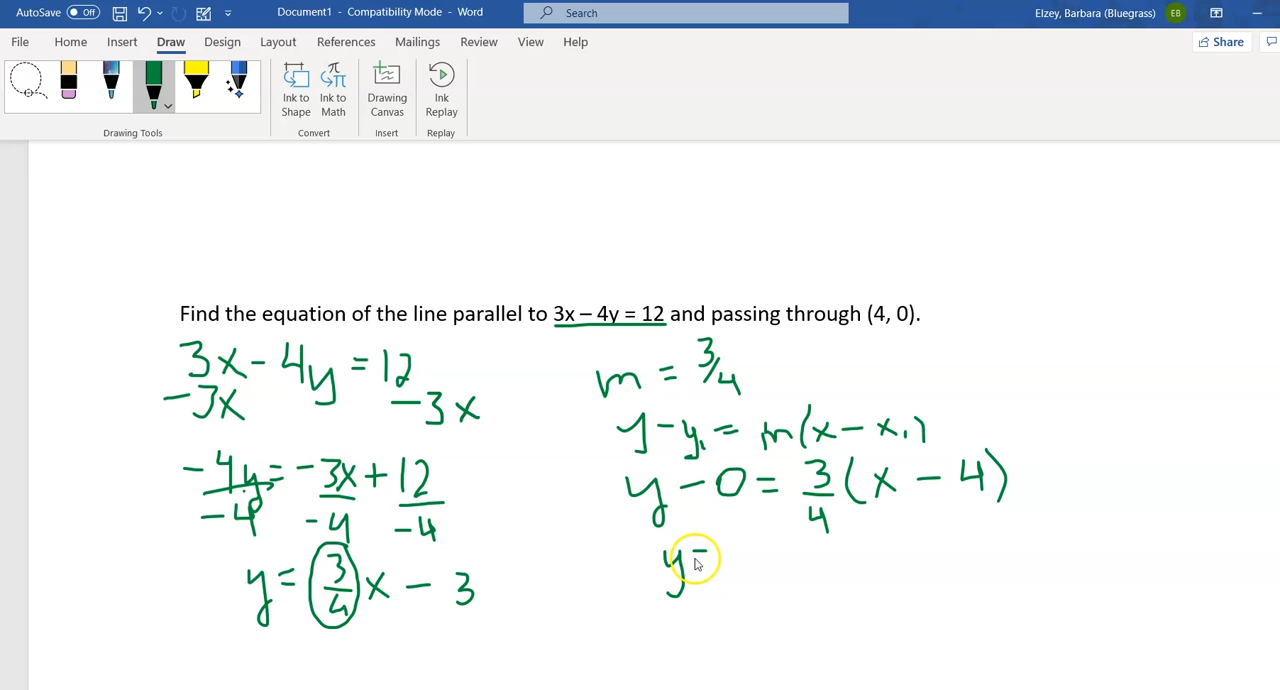 AutoSave Off Document1 - Compatibility Mode - Word Search Elzey, Barbara (Bluegrass) EB
File Home Insert Draw Design Layout References Mailings Review View Help Share
Ink to Shape Ink to Math Drawing Canvas Ink Replay
Drawing Tools Convert Insert Replay
Find the equation of the line parallel to 3x – 4y = 12 and passing through (4, 0).
3x - 4y = 12
-3x -3x
-4y = -3x + 12
-4 -4 -4
y = 3/4 x - 3
m = 3/4
y - y₁ = m(x - x₁)
y - 0 = 3/4 (x - 4)
y =